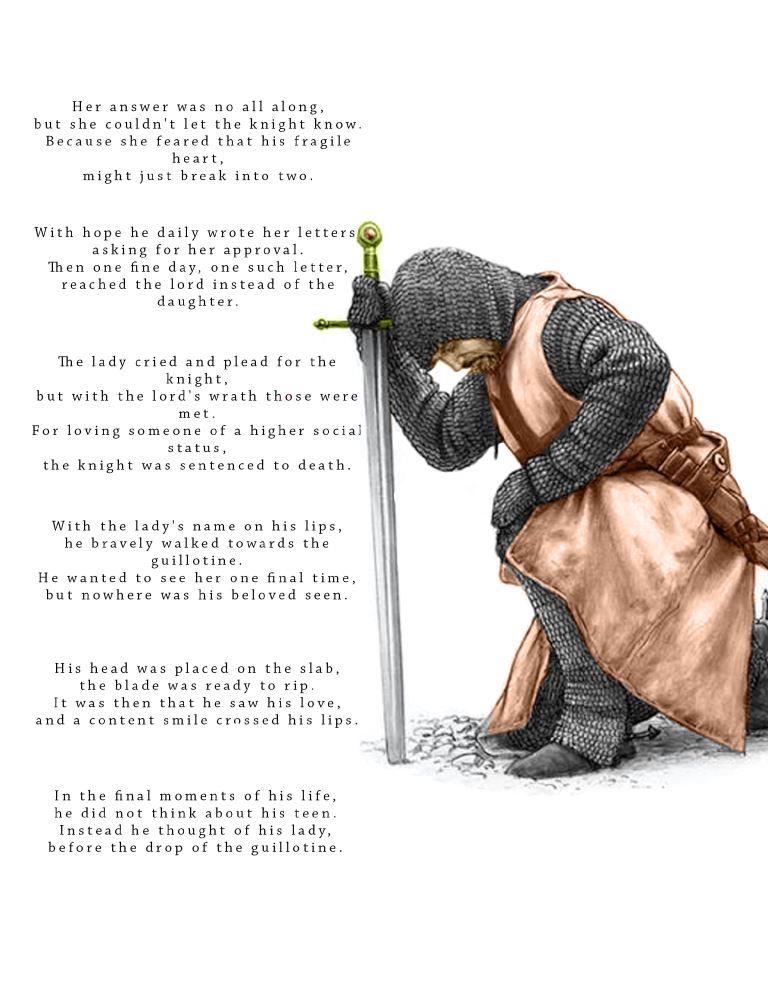 Her answer was no all along,
but she couldn't let the knight know.
Because she feared that his fragile
heart,
might just break into two.
With hope he daily wrote her letters
asking for her approval.
Then one fine day, one such letter,
reached the lord instead of the
daughter.
The lady cried and plead for the
knight,
but with the lord's wrath those were
met.
For loving someone of a higher social
status,
the knight was sentenced to death.
With the lady's name on his lips,
he bravely walked towards the
guillotine.
He wanted to see her one final time,
but nowhere was his beloved seen.
His head was placed on the slab,
the blade was ready to rip.
It was then that he saw his love,
and a content smile crossed his lips.
In the final moments of his life,
he did not think about his teen.
Instead he thought of his lady,
before the drop of the guillotine.